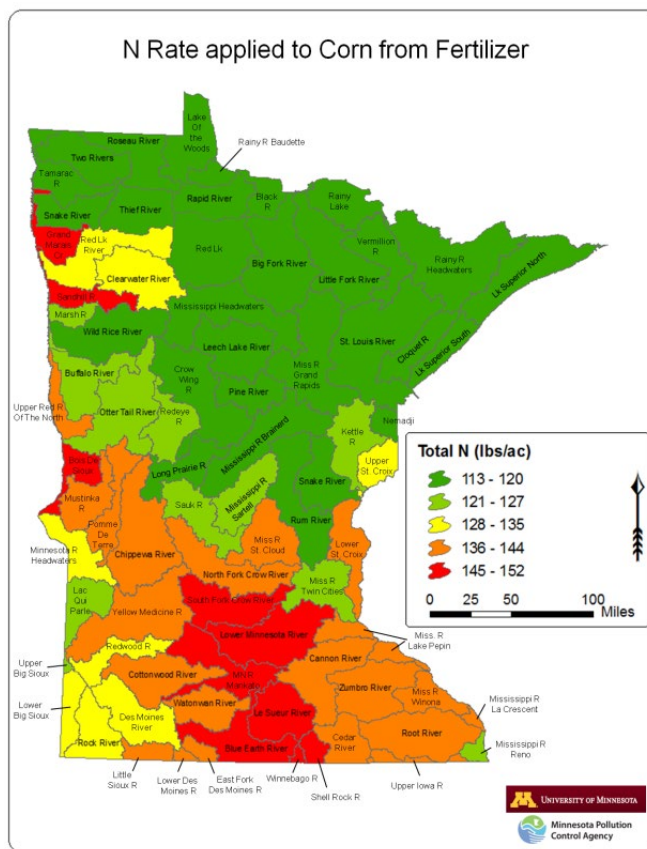 N Rate applied to Corn from Fertilizer
Lake
Of
the
Woods
Rainy R Baudette
Roseau River
Two Rivers
Tamarac
R
Rapid River
Black
R
Rainy
Lake
Snake River
Thief River
Vermillion R
Grand
Marais
Red Lk
River
Red Lk
Big Fork River
Little Fork River
Rainy R
Headwaters
Lk Superior North
Clearwater River
Sandhill R
Mississippi Headwaters
Marsh R
Wild Rice River
Leech Lake River
St. Louis River
Cloquet R
Lk Superior South
Buffalo River
Crow
Wing
R
Miss R
Grand
Rapids
Pine River
Upper Red R
Of The North
Otter Tail River
Redeye R
Mississippi R Brainerd
Kettle
R
Nemadji
Long Prairie R
Upper
St. Croix
Bois De
Sioux
Mustinka
R
Sauk R
Mississippi R
Sartell
Snake River
Rum River
Pomme
De
Terre
Minnesota R
Headwaters
Chippewa River
Miss R
St. Cloud
Lower
St. Croix
North Fork Crow River
Lac
Qui
Parle
South Fork Crow River
Miss R
Twin Cities
Yellow Medicine R
Lower Minnesota River
Redwood R
Miss. R
Lake Pepin
Cannon River
Upper
Big Sioux
Cottonwood River
MN R
Mankato
Zumbro River
Miss R
Winona
Mississippi R
La Crescent
Watonwan River
Le Sueur River
Lower
Big Sioux
Des Moines
River
Root River
Rock River
Blue Earth River
Cedar
River
Mississippi R
Reno
Little
Sioux R
Lower Des
Moines R
East Fork
Des Moines R
Winnebago R
Shell Rock R
Upper Iowa R
Total N (lbs/ac)
113 - 120
121 - 127
128 - 135
136 - 144
145 - 152
0 25 50 100
Miles
M UNIVERSITY OF MINNESOTA
Minnesota Pollution
Control Agency